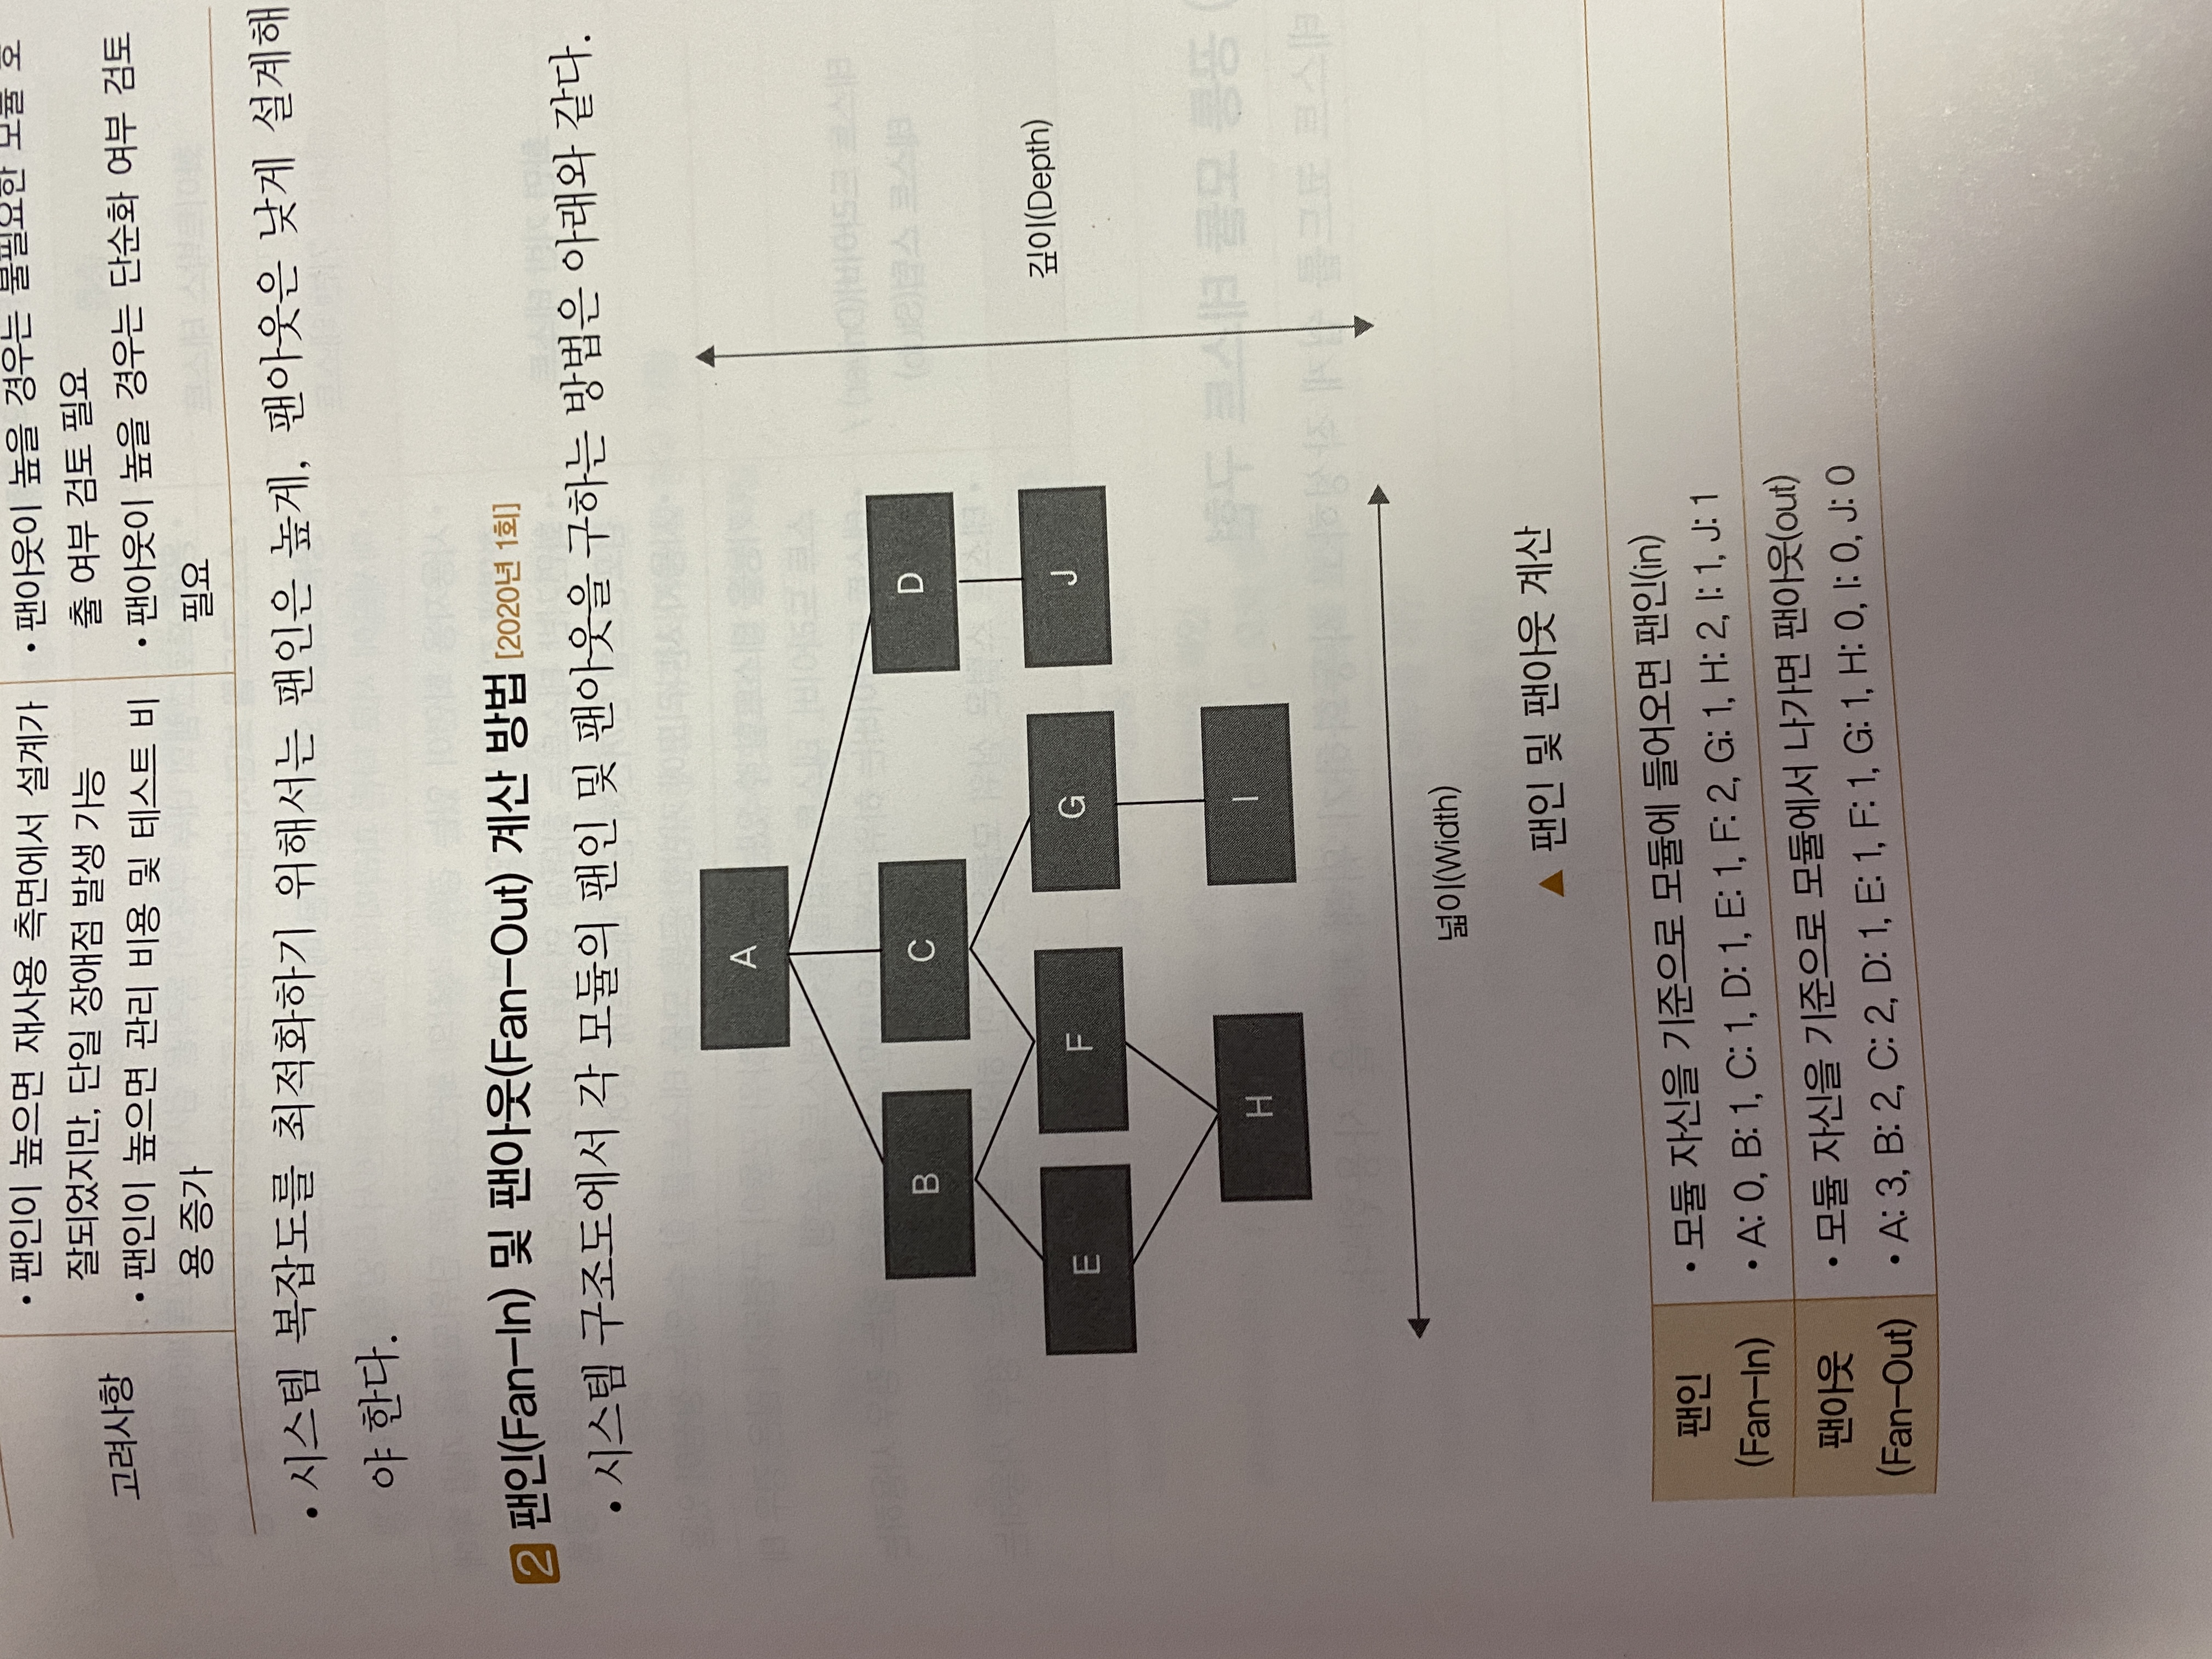 고려사항
• 팬인이 높으면 재사용 측면에서 설계가
잘되었지만, 단일 장애점 발생 가능
• 팬인이 높으면 관리 비용 및 테스트 비
용 증가
• 팬아웃이 높을 경우는 불필요한 모듈 호
출 여부 검토 필요
• 팬아웃이 높을 경우는 단순화 여부 검토
필요
• 시스템 복잡도를 최적화하기 위해서는 팬인은 높게, 팬아웃은 낮게 설계해
야 한다.
2 팬인(Fan-In) 및 팬아웃(Fan-Out) 계산 방법 [2020년 1회]
• 시스템 구조도에서 각 모듈의 팬인 및 팬아웃을 구하는 방법은 아래와 같다.
A
B C D
E F G J
H I
깊이(Depth)
넓이(Width)
▲ 팬인 및 팬아웃 계산
팬인
(Fan-In)
• 모듈 자신을 기준으로 모듈에 들어오면 팬인(in)
• A: 0, B: 1, C: 1, D: 1, E: 1, F: 2, G: 1, H: 2, I: 1, J: 1
팬아웃
(Fan-Out)
• 모듈 자신을 기준으로 모듈에서 나가면 팬아웃(out)
• A: 3, B: 2, C: 2, D: 1, E: 1, F: 1, G: 1, H: 0, I: 0, J: 0